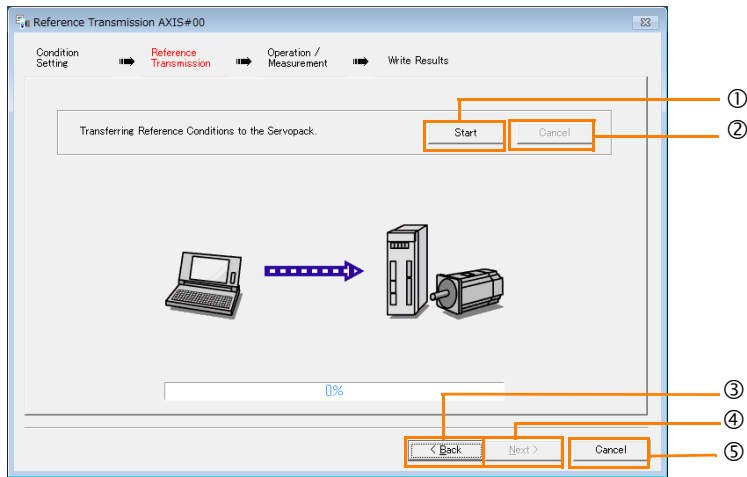 Reference Transmission AXIS#00
Condition Setting
Reference Transmission
Operation / Measurement
Write Results
①
Transferring Reference Conditions to the Servopack.
Start
Cancel
②
0%
③
④
< Back
Next >
Cancel
⑤